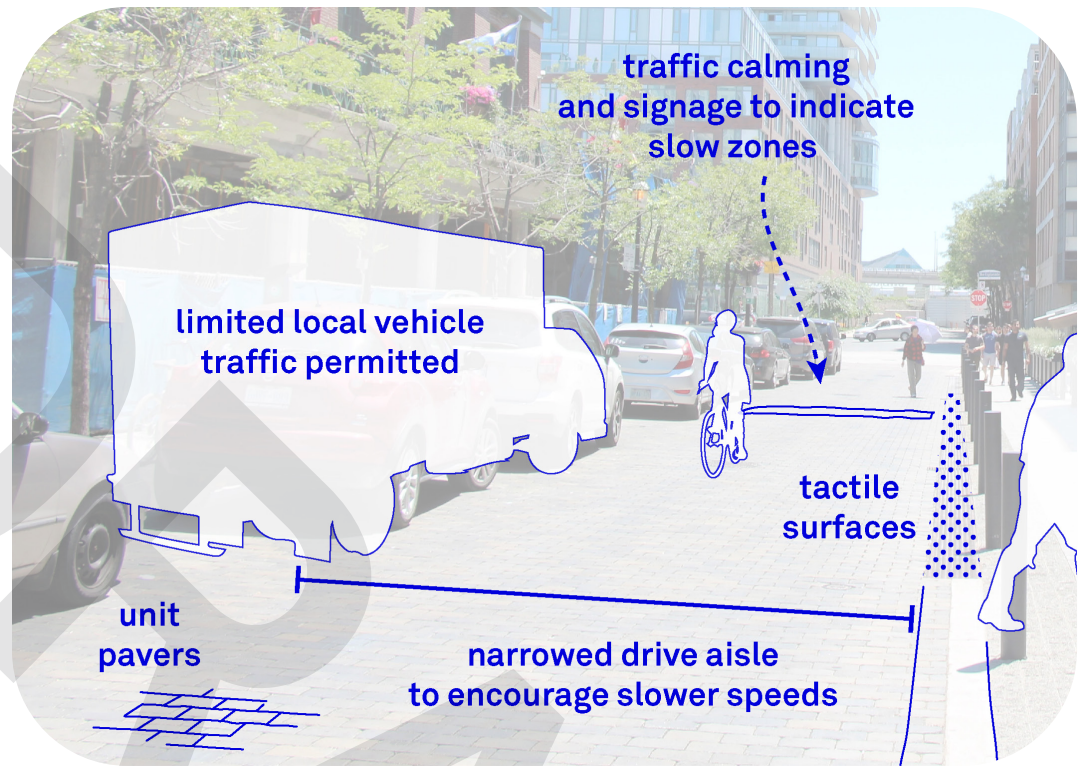 traffic calming
and signage to indicate
slow zones
limited local vehicle
traffic permitted
STOP
tactile
surfaces
unit
pavers
narrowed drive aisle
to encourage slower speeds